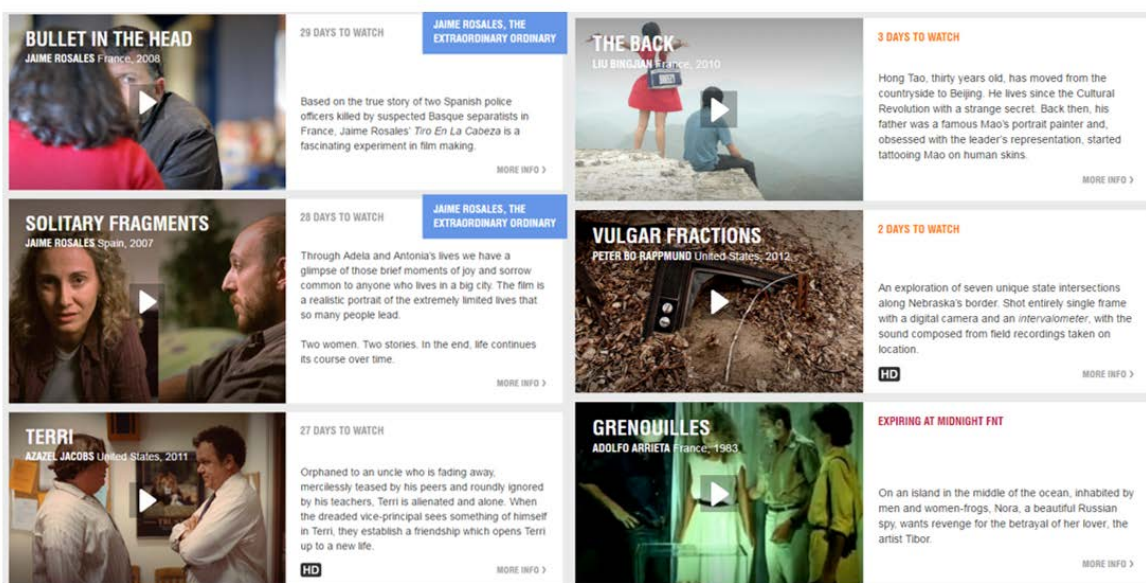 BULLET IN THE HEAD
JAIME ROSALES France, 2008
29 DAYS TO WATCH
JAIME ROSALES, THE
EXTRAORDINARY ORDINARY
Based on the true story of two Spanish police
officers killed by suspected Basque separatists in
France, Jaime Rosales' Tiro En La Cabeza is a
fascinating experiment in film making.
MORE INFO >
SOLITARY FRAGMENTS
JAIME ROSALES Spain, 2007
28 DAYS TO WATCH
JAIME ROSALES, THE
EXTRAORDINARY ORDINARY
Through Adela and Antonia's lives we have a
glimpse of those brief moments of joy and sorrow
common to anyone who lives in a big city. The film is
a realistic portrait of the extremely limited lives that
so many people lead.
Two women. Two stories. In the end, life continues
its course over time.
MORE INFO >
TERRI
AZAZEL JACOBS United States, 2011
27 DAYS TO WATCH
Orphaned to an uncle who is fading away,
mercilessly teased by his peers and roundly ignored
by his teachers, Terri is alienated and alone. When
the dreaded vice-principal sees something of himself
in Terri, they establish a friendship which opens Terri
up to a new life.
HD
MORE INFO >
THE BACK
LIU BINGJIAN France, 2010
3 DAYS TO WATCH
Hong Tao, thirty years old, has moved from the
countryside to Beijing. He lives since the Cultural
Revolution with a strange secret. Back then, his
father was a famous Mao's portrait painter and,
obsessed with the leader's representation, started
tattooing Mao on human skins.
MORE INFO >
VULGAR FRACTIONS
PETER BO RAPPMUND United States, 2012
2 DAYS TO WATCH
An exploration of seven unique state intersections
along Nebraska's border. Shot entirely single frame
with a digital camera and an intervalometer, with the
sound composed from field recordings taken on
location.
HD
MORE INFO >
GRENOUILLES
ADOLFO ARRIETA France, 1983
EXPIRING AT MIDNIGHT FNT
On an island in the middle of the ocean, inhabited by
men and women-frogs, Nora, a beautiful Russian
spy, wants revenge for the betrayal of her lover, the
artist Tibor.
MORE INFO >